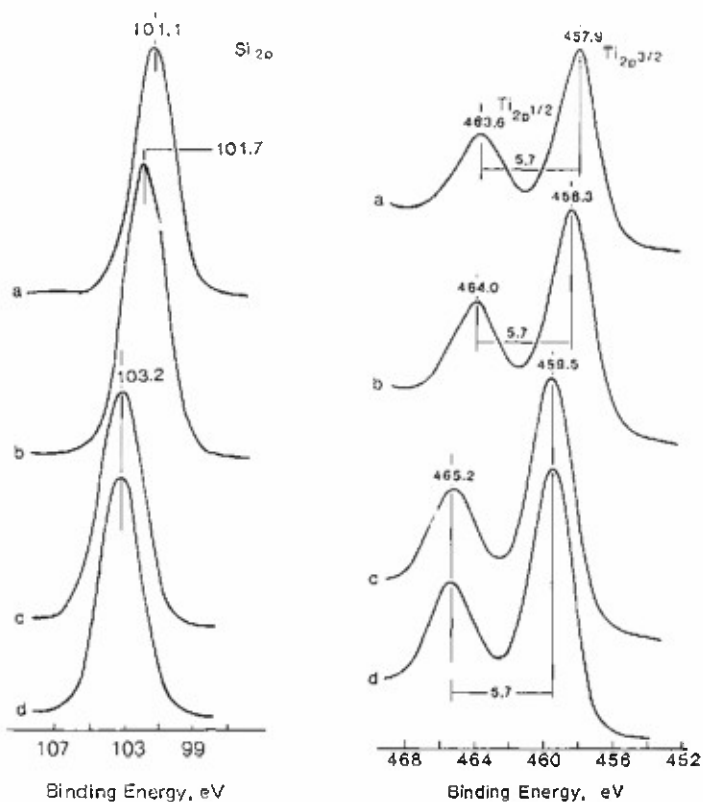 101.1
Si2p
101.7
a
103.2
b
c
d
107 103 99
Binding Energy, eV
457.9
Ti2p3/2
Ti2p1/2
463.6
5.7
a
458.3
464.0
5.7
b
459.5
465.2
c
d
5.7
468 464 460 456 452
Binding Energy, eV